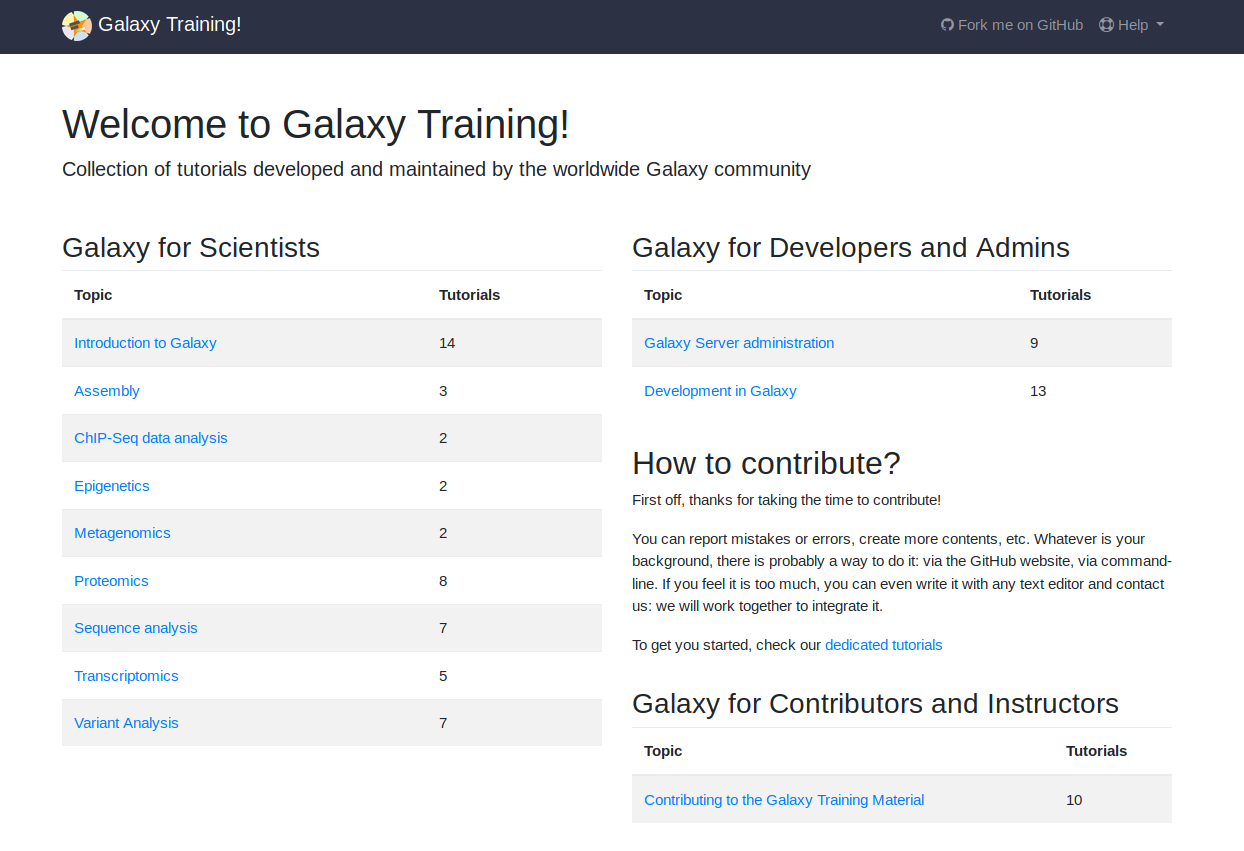 Galaxy Training!
Fork me on GitHub
Help
Welcome to Galaxy Training!
Collection of tutorials developed and maintained by the worldwide Galaxy community
Galaxy for Scientists
Topic Tutorials
Introduction to Galaxy 14
Assembly 3
ChIP-Seq data analysis 2
Epigenetics 2
Metagenomics 2
Proteomics 8
Sequence analysis 7
Transcriptomics 5
Variant Analysis 7
Galaxy for Developers and Admins
Topic Tutorials
Galaxy Server administration 9
Development in Galaxy 13
How to contribute?
First off, thanks for taking the time to contribute!
You can report mistakes or errors, create more contents, etc. Whatever is your
background, there is probably a way to do it: via the GitHub website, via command-
line. If you feel it is too much, you can even write it with any text editor and contact
us: we will work together to integrate it.
To get you started, check our dedicated tutorials
Galaxy for Contributors and Instructors
Topic Tutorials
Contributing to the Galaxy Training Material 10